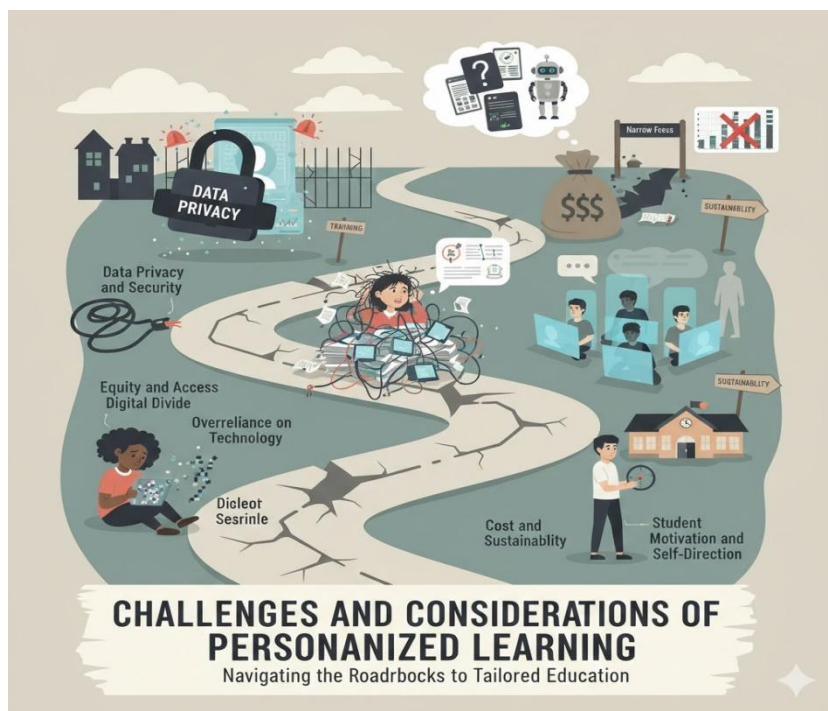 ?
Narrow Feees
DATA
PRIVACY
$$$
SUSTAINABLITY
TRAINING
Data Privacy
and Security
SUSTAINABLITY
Equity and Access
Digital Divide
Overreliance on
Technology
Dicleot
Sesrinle
Cost and
Sustainablity
Student
Motivation and
Self-Direction
CHALLENGES AND CONSIDERATIONS OF
PERSONANIZED LEARNING
Navigating the Roadrbocks to Tailored Education